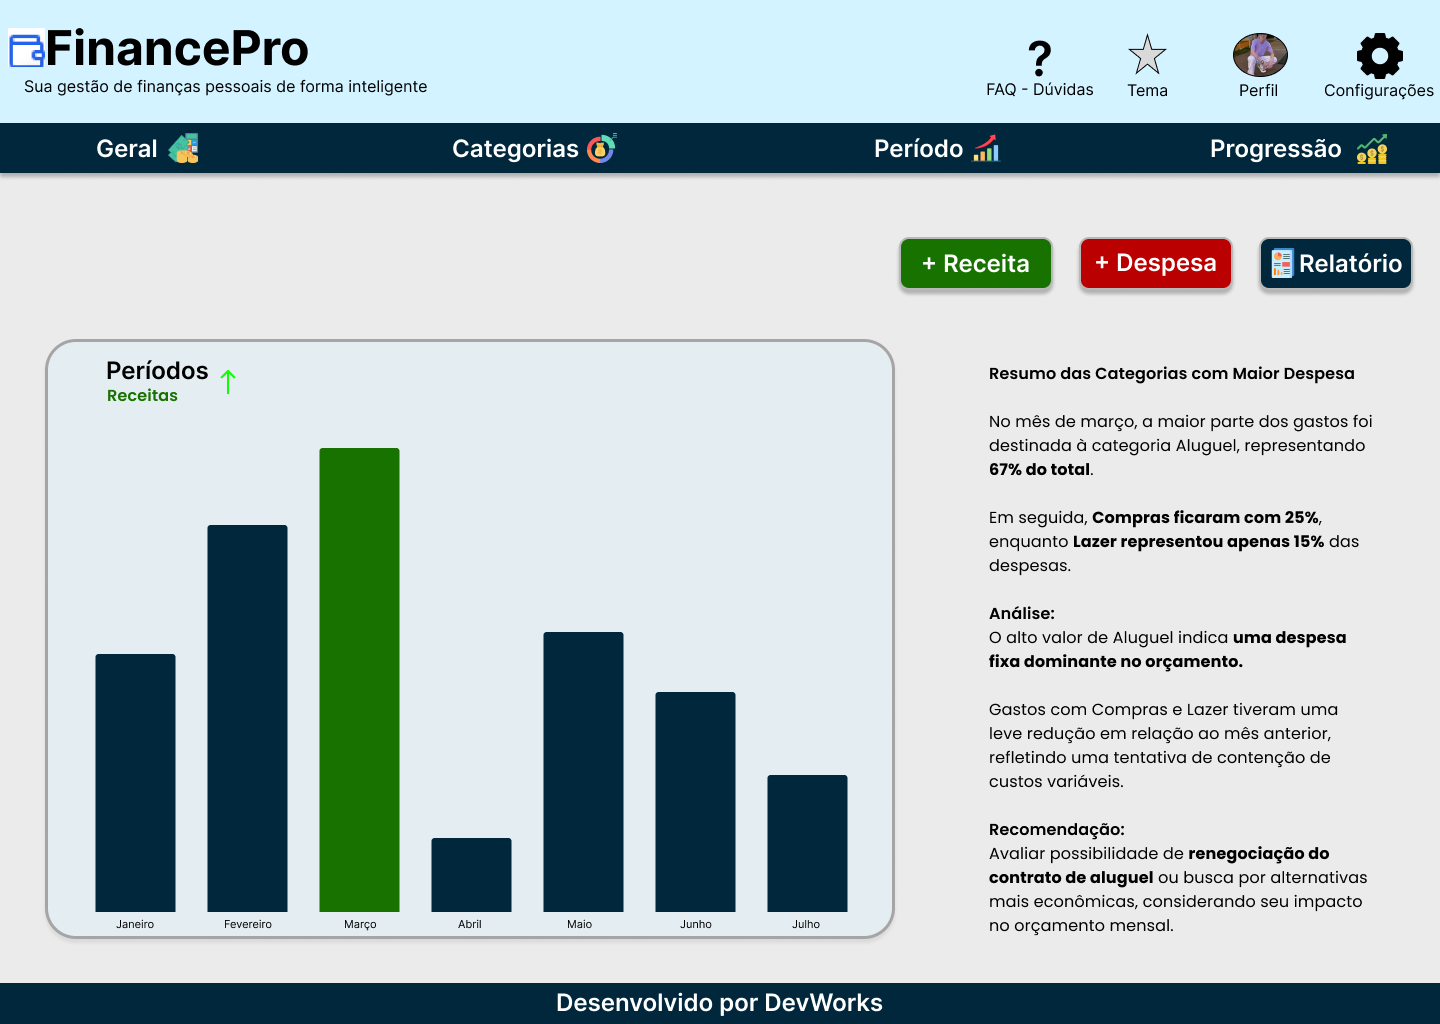 FinancePro
Sua gestão de finanças pessoais de forma inteligente
?
FAQ - Dúvidas
Tema
Perfil
Configurações
Geral
Categorias
Período
Progressão
+ Receita
+ Despesa
Relatório
Períodos
Receitas
Janeiro
Fevereiro
Março
Abril
Maio
Junho
Julho
Resumo das Categorias com Maior Despesa
No mês de março, a maior parte dos gastos foi
destinada à categoria Aluguel, representando
67% do total.
Em seguida, Compras ficaram com 25%,
enquanto Lazer representou apenas 15% das
despesas.
Análise:
O alto valor de Aluguel indica uma despesa
fixa dominante no orçamento.
Gastos com Compras e Lazer tiveram uma
leve redução em relação ao mês anterior,
refletindo uma tentativa de contenção de
custos variáveis.
Recomendação:
Avaliar possibilidade de renegociação do
contrato de aluguel ou busca por alternativas
mais econômicas, considerando seu impacto
no orçamento mensal.
Desenvolvido por DevWorks